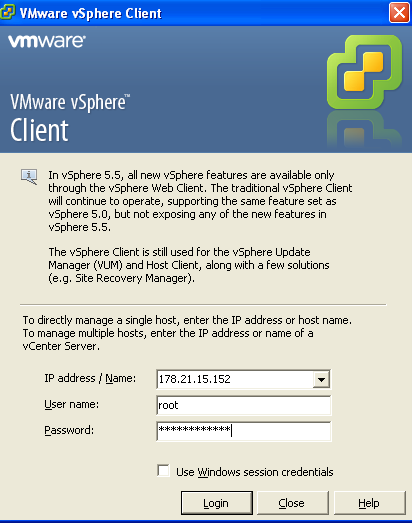 VMware vSphere Client
vmware®
VMware vSphere™
Client
In vSphere 5.5, all new vSphere features are available only
through the vSphere Web Client. The traditional vSphere Client
will continue to operate, supporting the same feature set as
vSphere 5.0, but not exposing any of the new features in
vSphere 5.5.
The vSphere Client is still used for the vSphere Update
Manager (VUM) and Host Client, along with a few solutions
(e.g. Site Recovery Manager).
To directly manage a single host, enter the IP address or host name.
To manage multiple hosts, enter the IP address or name of a
vCenter Server.
IP address / Name: 178.21.15.152
User name: root
Password: ************
Use Windows session credentials
Login Close Help